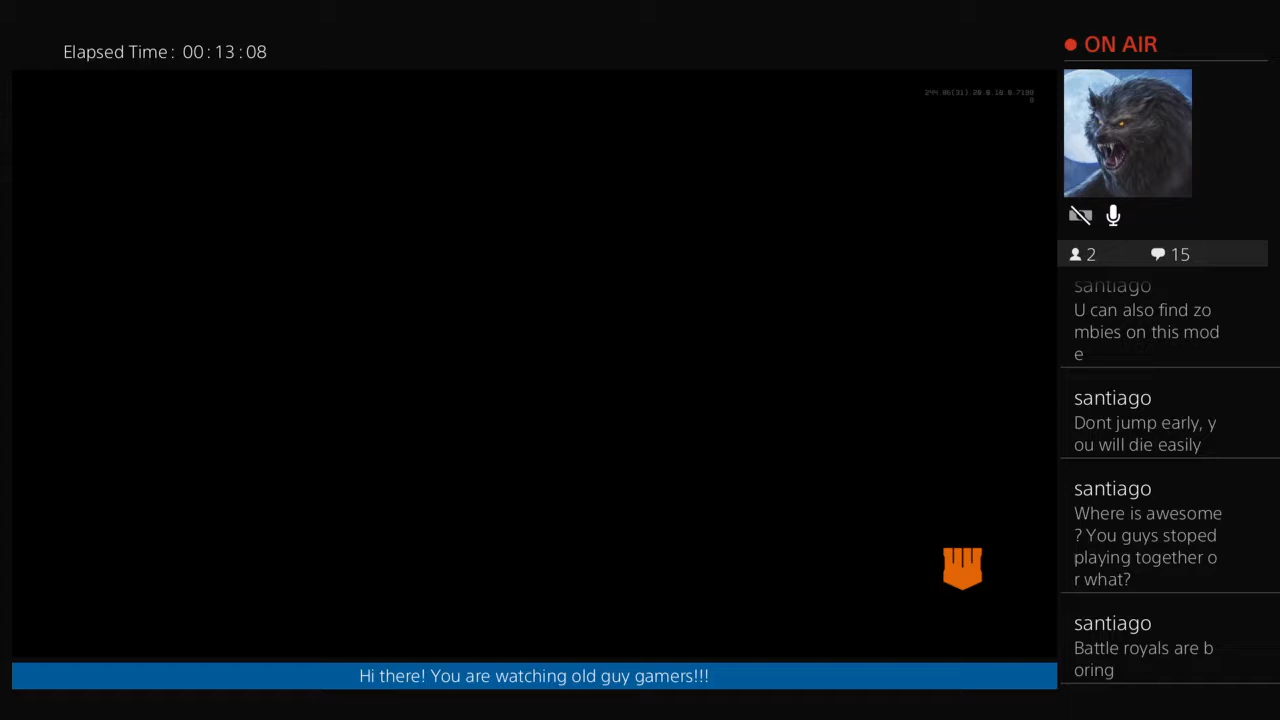 Elapsed Time: 00:13:08
ON AIR
2 15
santiago
U can also find zo
mbies on this mod
e
santiago
Dont jump early, y
ou will die easily
santiago
Where is awesome
? You guys stoped
playing together o
r what?
santiago
Battle royals are b
oring
Hi there! You are watching old guy gamers!!!